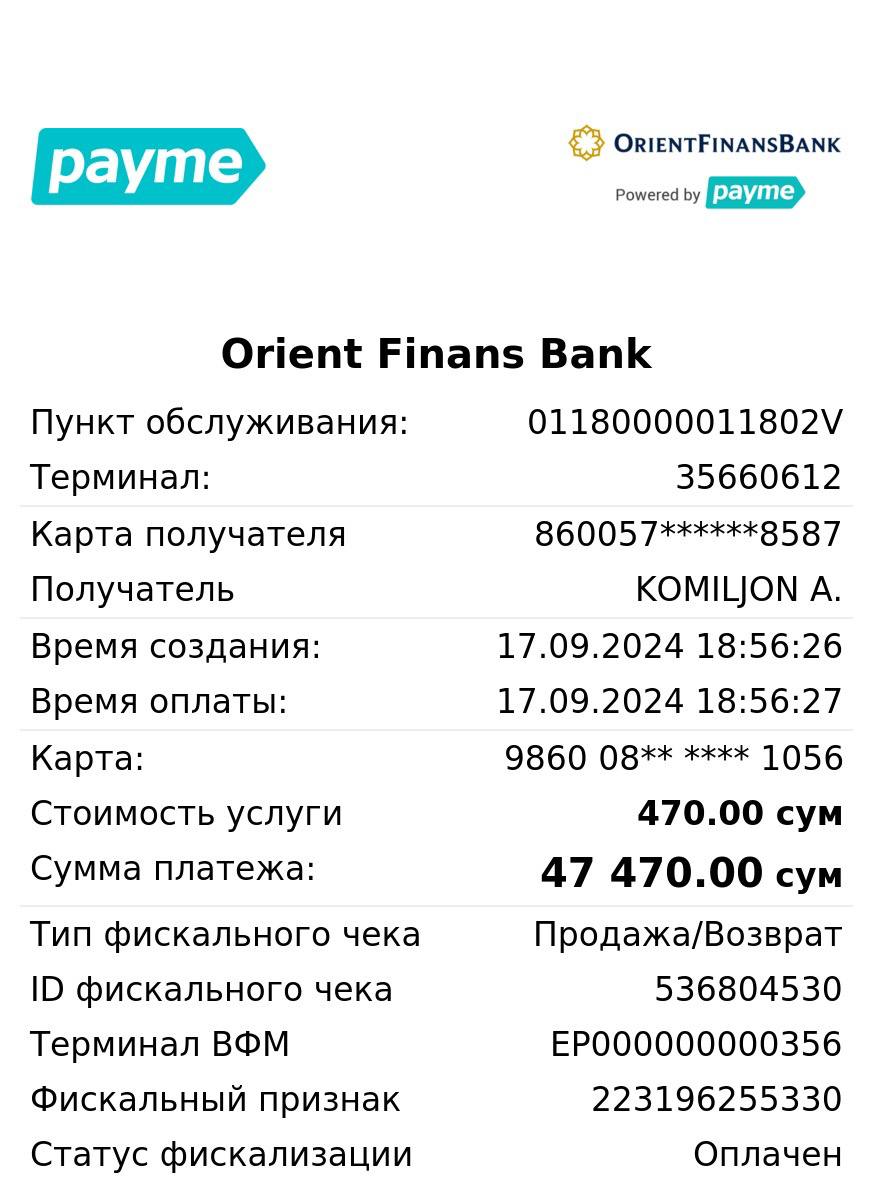 payme
OrientFinansBank
Powered by payme
Orient Finans Bank
Пункт обслуживания: 01180000011802V
Терминал: 35660612
Карта получателя 860057******8587
Получатель KOMILJON A.
Время создания: 17.09.2024 18:56:26
Время оплаты: 17.09.2024 18:56:27
Карта: 9860 08** **** 1056
Стоимость услуги 470.00 сум
Сумма платежа: 47 470.00 сум
Тип фискального чека Продажа/Возврат
ID фискального чека 536804530
Терминал ВФМ EP000000000356
Фискальный признак 223196255330
Статус фискализации Оплачен